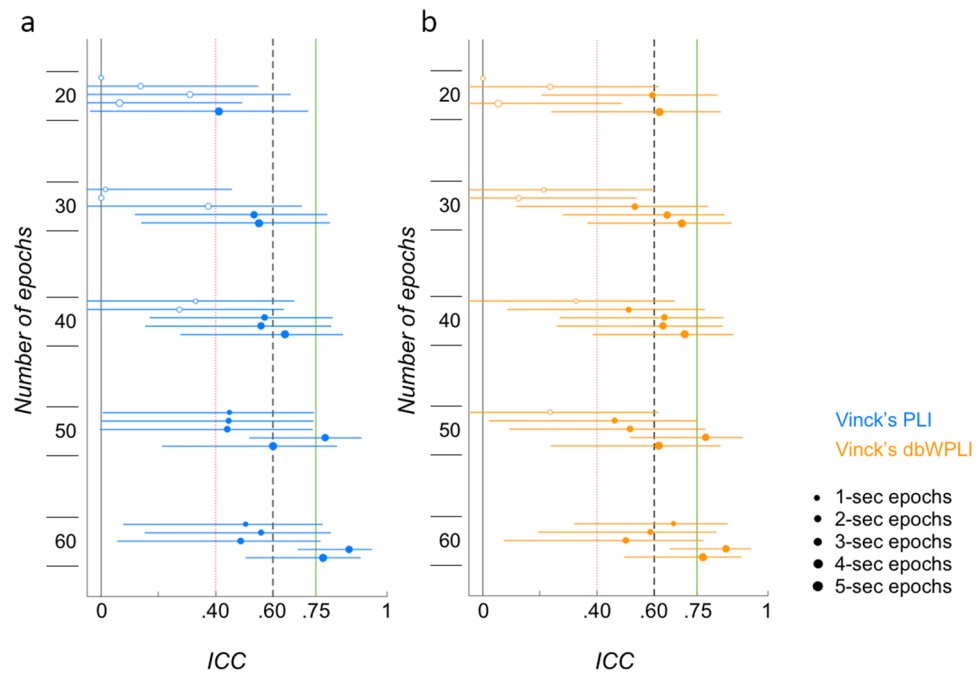 a
b
Number of epochs
20
30
40
50
60
0
.40
.60
.75
1
ICC
Number of epochs
20
30
40
50
60
0
.40
.60
.75
1
ICC
Vinck's PLI
Vinck's dbWPLI
1-sec epochs
2-sec epochs
3-sec epochs
4-sec epochs
5-sec epochs